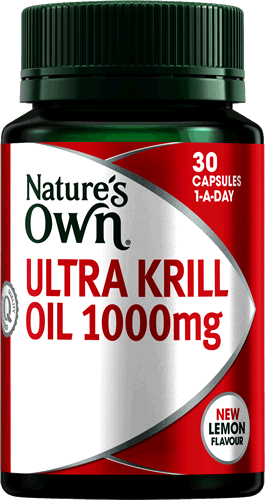 30
CAPSULES
1-A-DAY
Nature's
Own®
ULTRA KRILL
OIL 1000mg
NEW
LEMON
FLAVOUR